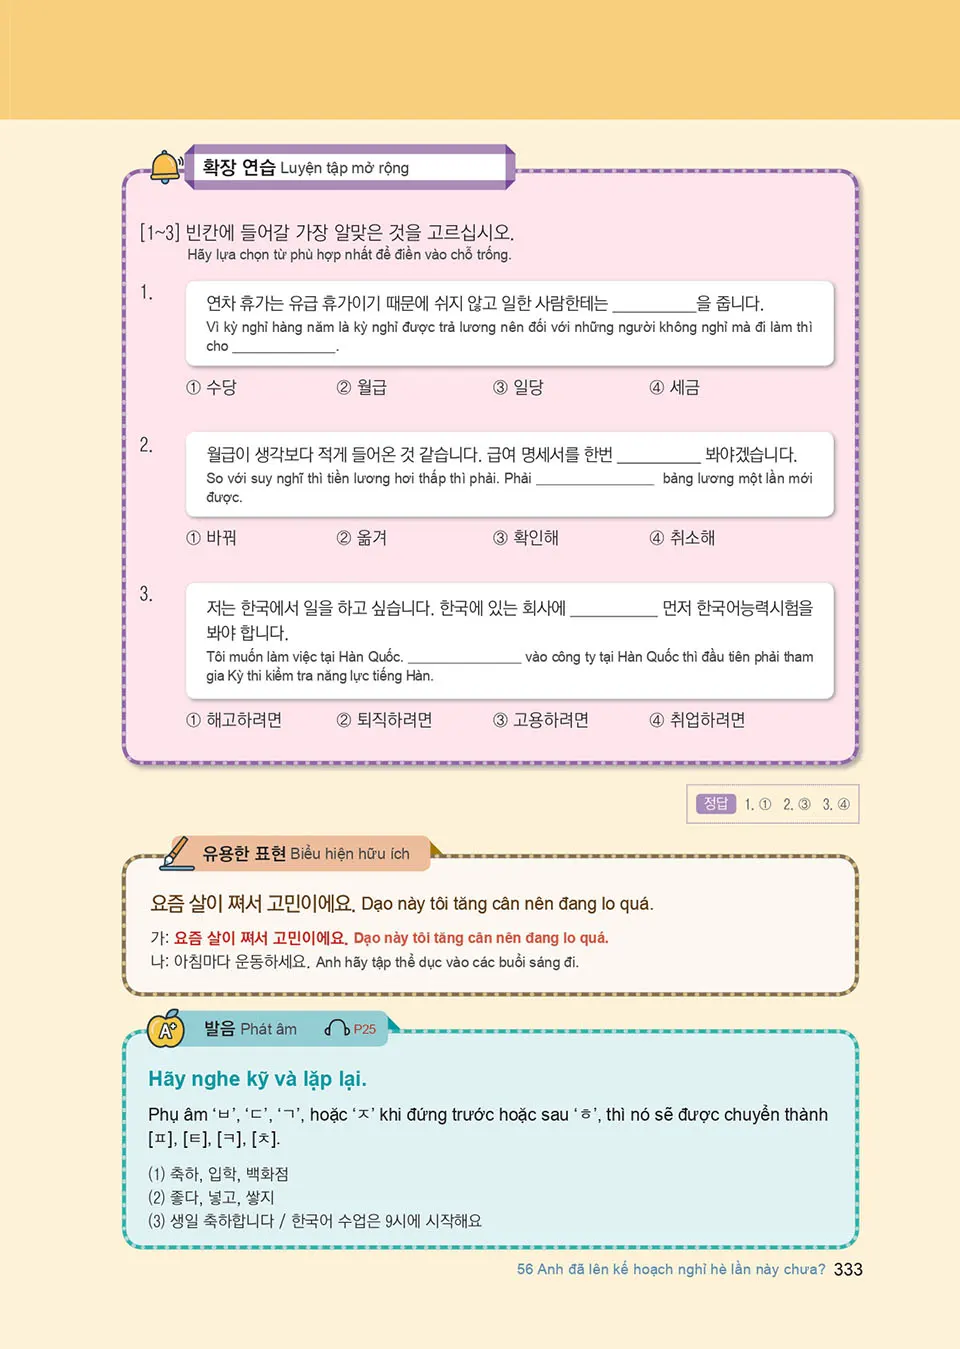 확장 연습 Luyện tập mở rộng
[1~3] 빈칸에 들어갈 가장 알맞은 것을 고르십시오.
Hãy lựa chọn từ phù hợp nhất để điền vào chỗ trống.
1.
연차 휴가는 유급 휴가이기 때문에 쉬지 않고 일한 사람한테는 __________을 줍니다.
Vì kỳ nghỉ hàng năm là kỳ nghỉ được trả lương nên đối với những người không nghỉ mà đi làm thì
cho ______________.
① 수당 ② 월급 ③ 일당 ④ 세금
2.
월급이 생각보다 적게 들어온 것 같습니다. 급여 명세서를 한번 __________ 봐야겠습니다.
So với suy nghĩ thì tiền lương hơi thấp thì phải. Phải ________________ bảng lương một lần mới
được.
① 바꿔 ② 옮겨 ③ 확인해 ④ 취소해
3.
저는 한국에서 일을 하고 싶습니다. 한국에 있는 회사에 __________ 먼저 한국어능력시험을
봐야 합니다.
Tôi muốn làm việc tại Hàn Quốc. ________________ vào công ty tại Hàn Quốc thì đầu tiên phải tham
gia Kỳ thi kiểm tra năng lực tiếng Hàn.
① 해고하려면 ② 퇴직하려면 ③ 고용하려면 ④ 취업하려면
정답 1. ① 2. ③ 3. ④
유용한 표현 Biểu hiện hữu ích
요즘 살이 쪄서 고민이에요. Dạo này tôi tăng cân nên đang lo quá.
가: 요즘 살이 쪄서 고민이에요. Dạo này tôi tăng cân nên đang lo quá.
나: 아침마다 운동하세요. Anh hãy tập thể dục vào các buổi sáng đi.
A+ 발음 Phát âm P25
Hãy nghe kỹ và lặp lại.
Phụ âm ‘ㅂ’, ‘ㄷ’, ‘ㄱ’, hoặc ‘ㅈ’ khi đứng trước hoặc sau ‘ㅎ’, thì nó sẽ được chuyển thành
[ㅍ], [ㅌ], [ㅋ], [ㅊ].
(1) 축하, 입학, 백화점
(2) 좋다, 넣고, 쌓지
(3) 생일 축하합니다 / 한국어 수업은 9시에 시작해요
56 Anh đã lên kế hoạch nghỉ hè lần này chưa? 333